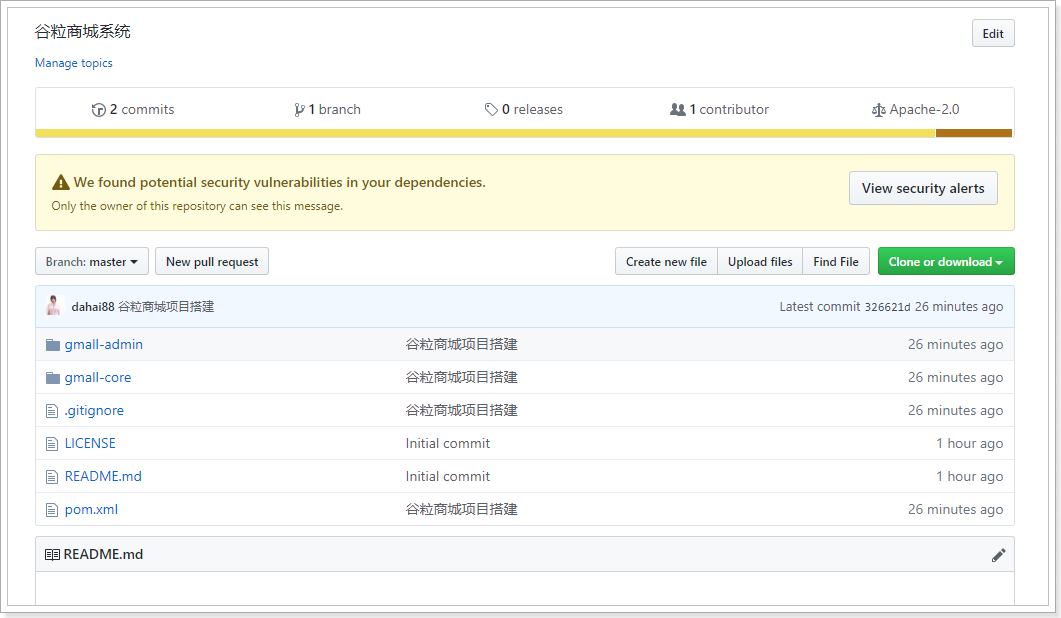 谷粒商城系统
Edit
Manage topics
2 commits 1 branch 0 releases 1 contributor Apache-2.0
We found potential security vulnerabilities in your dependencies.
Only the owner of this repository can see this message.
View security alerts
Branch: master New pull request Create new file Upload files Find File Clone or download
dahai88 谷粒商城项目搭建 Latest commit 326621d 26 minutes ago
gmall-admin 谷粒商城项目搭建 26 minutes ago
gmall-core 谷粒商城项目搭建 26 minutes ago
.gitignore 谷粒商城项目搭建 26 minutes ago
LICENSE Initial commit 1 hour ago
README.md Initial commit 1 hour ago
pom.xml 谷粒商城项目搭建 26 minutes ago
README.md